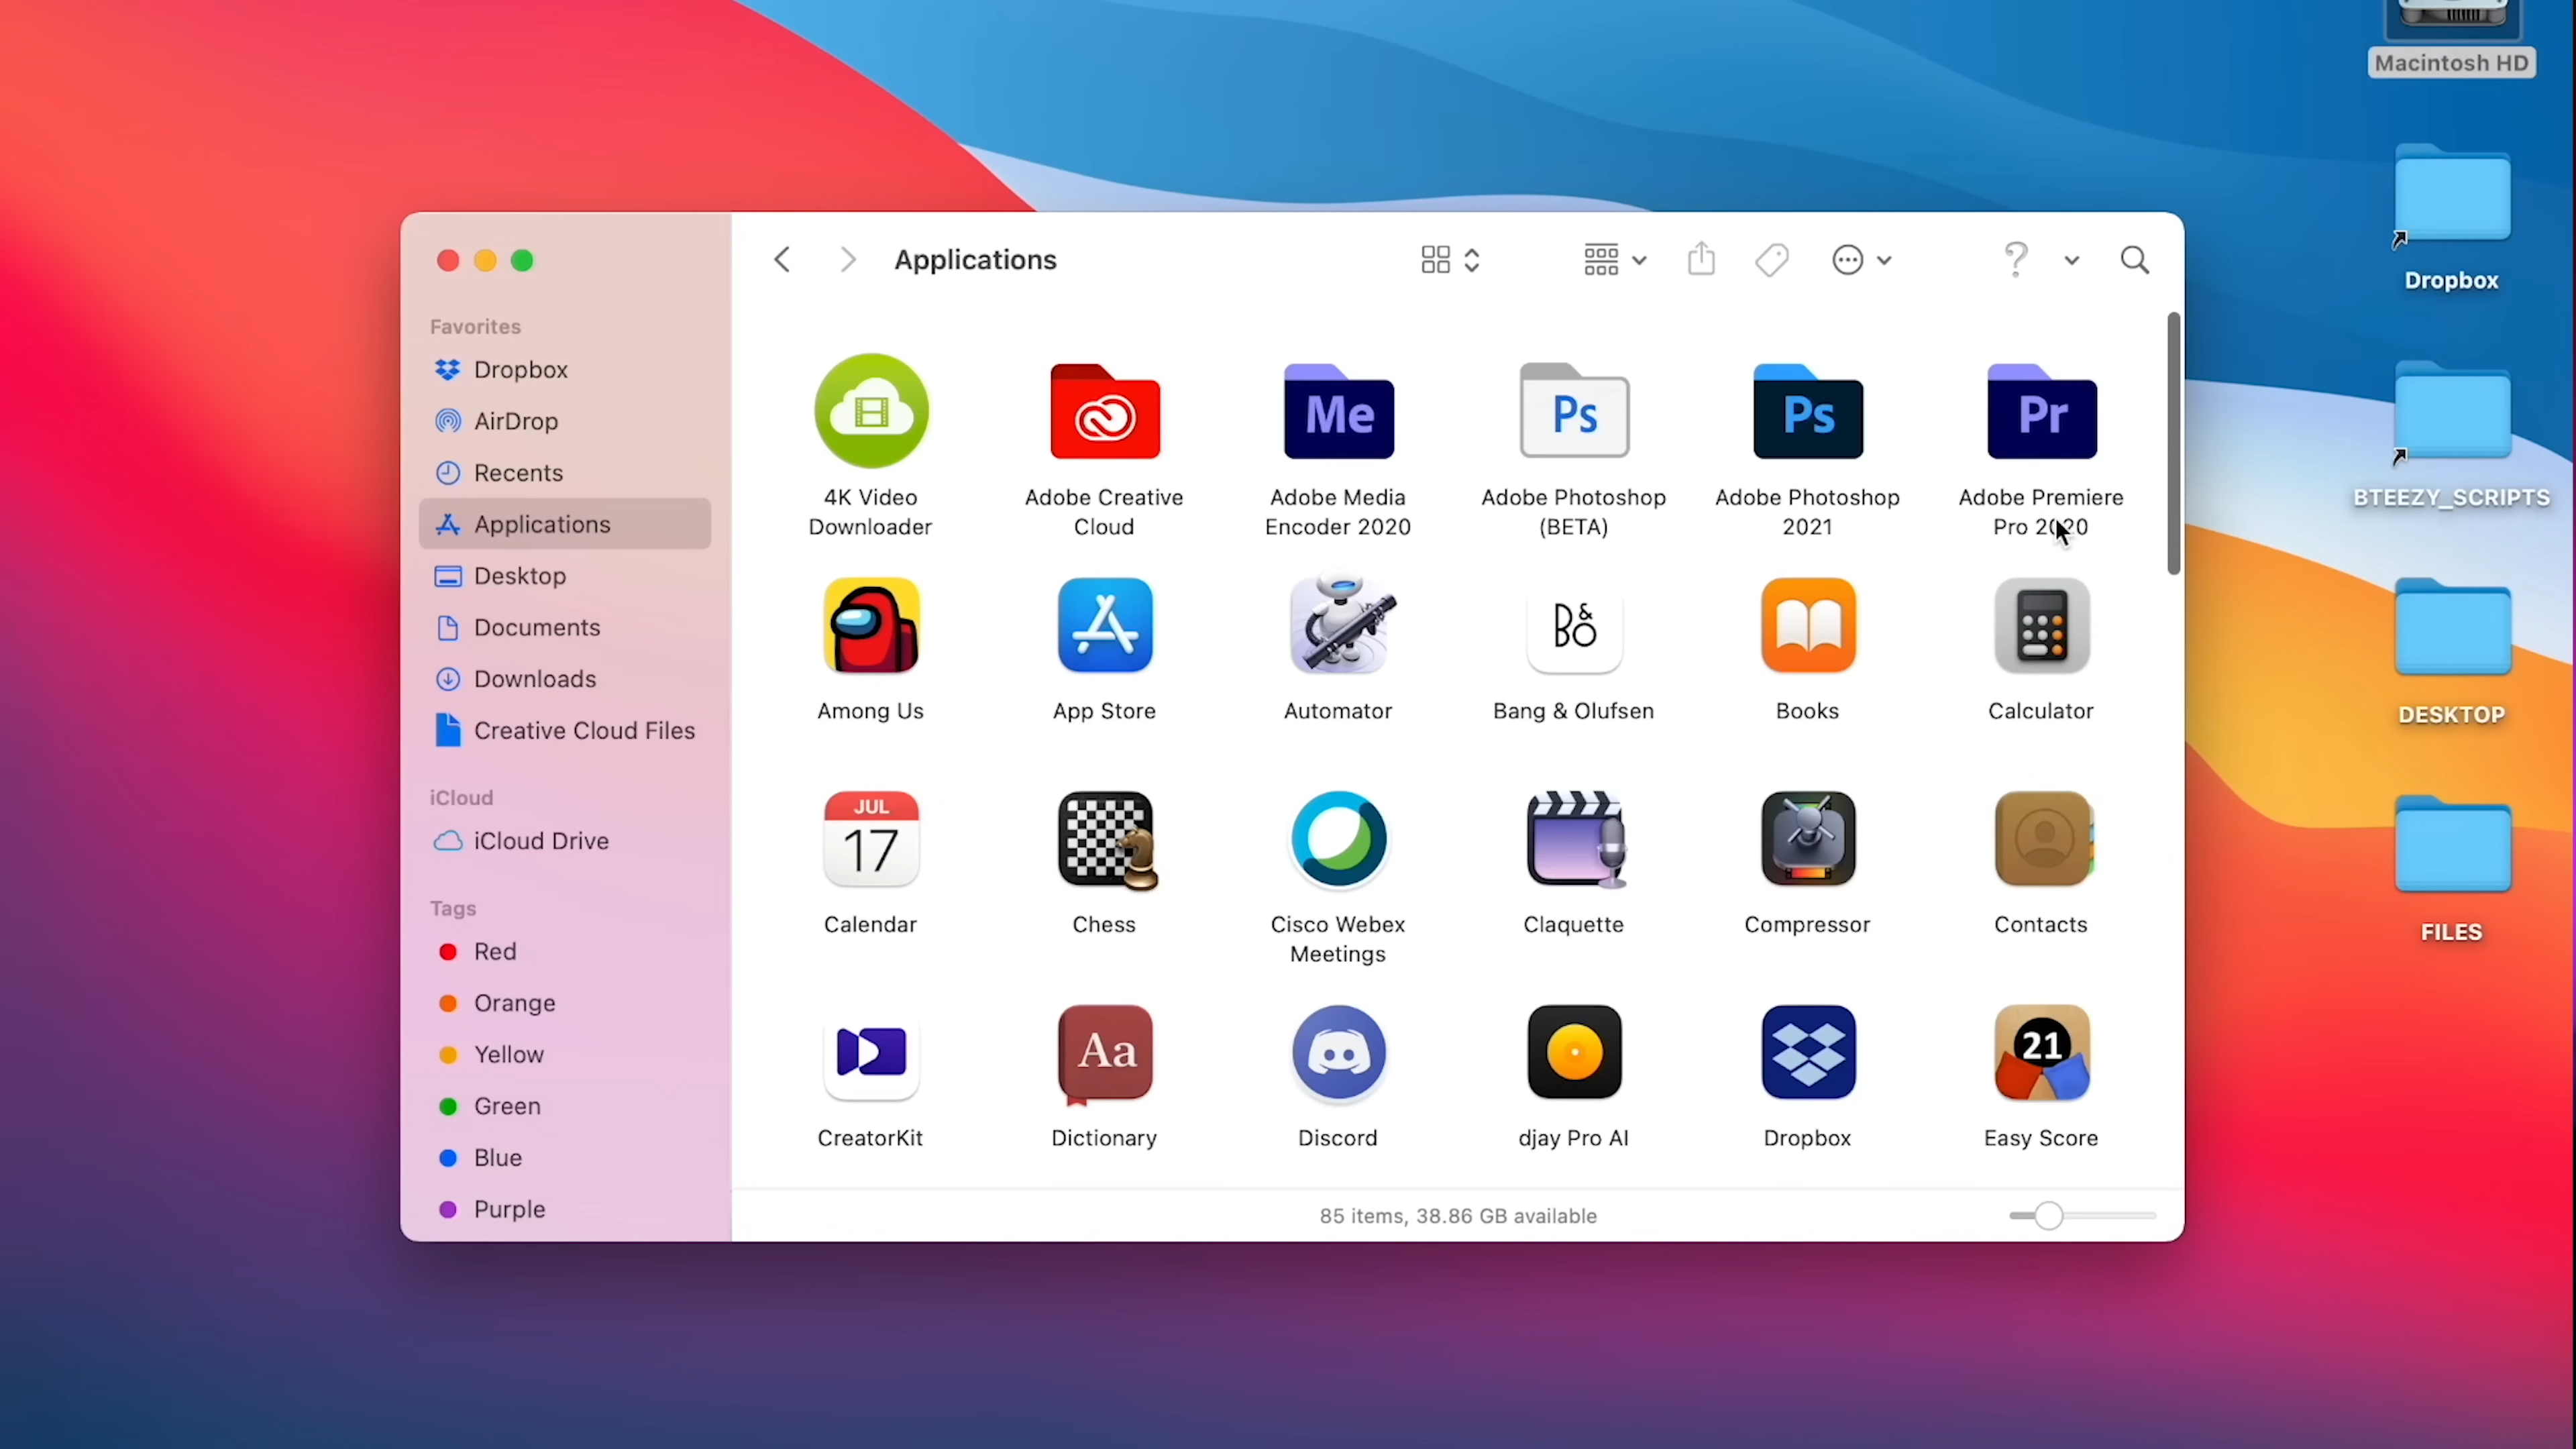 Macintosh HD
Dropbox
BTEEZY_SCRIPTS
DESKTOP
FILES
Applications
Favorites
Dropbox
AirDrop
Recents
Applications
Desktop
Documents
Downloads
Creative Cloud Files
iCloud
iCloud Drive
Tags
Red
Orange
Yellow
Green
Blue
Purple
Me
Ps
Ps
Pr
4K Video
Downloader
Adobe Creative
Cloud
Adobe Media
Encoder 2020
Adobe Photoshop
(BETA)
Adobe Photoshop
2021
Adobe Premiere
Pro 2020
B&O
Among Us
App Store
Automator
Bang & Olufsen
Books
Calculator
JUL
17
Calendar
Chess
Cisco Webex
Meetings
Claquette
Compressor
Contacts
Aa
21
CreatorKit
Dictionary
Discord
djay Pro AI
Dropbox
Easy Score
85 items, 38.86 GB available